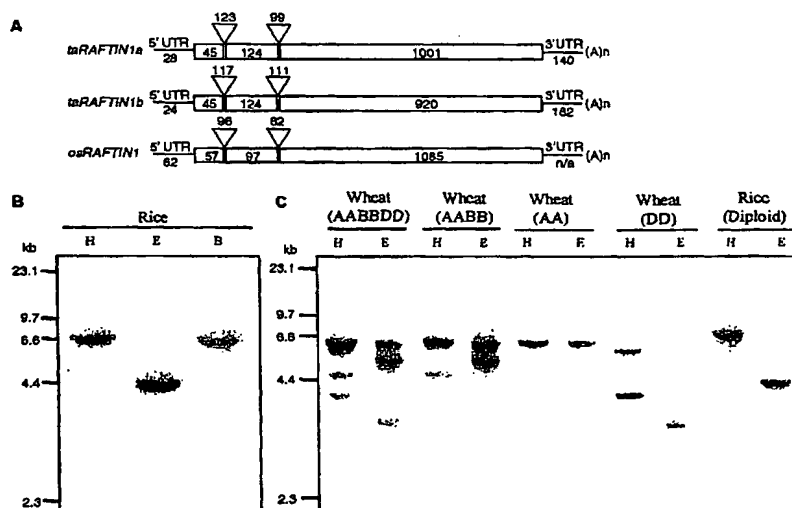 A
123 99
taRAFTIN1a 5' UTR 28 45 124 1001 3'UTR 140 (A)n
117 111
taRAFTIN1b 5' UTR 24 45 124 920 3'UTR 162 (A)n
96 82
osRAFTIN1 5' UTR 62 57 97 1085 3'UTR n/a (A)n
B
Rice
H E B
kb
23.1
9.7
6.6
4.4
2.3
C
Wheat (AABBDD) Wheat (AABB) Wheat (AA) Wheat (DD) Rice (Diploid)
H E H E H E H E H E
kb
23.1
9.7
6.6
4.4
2.3